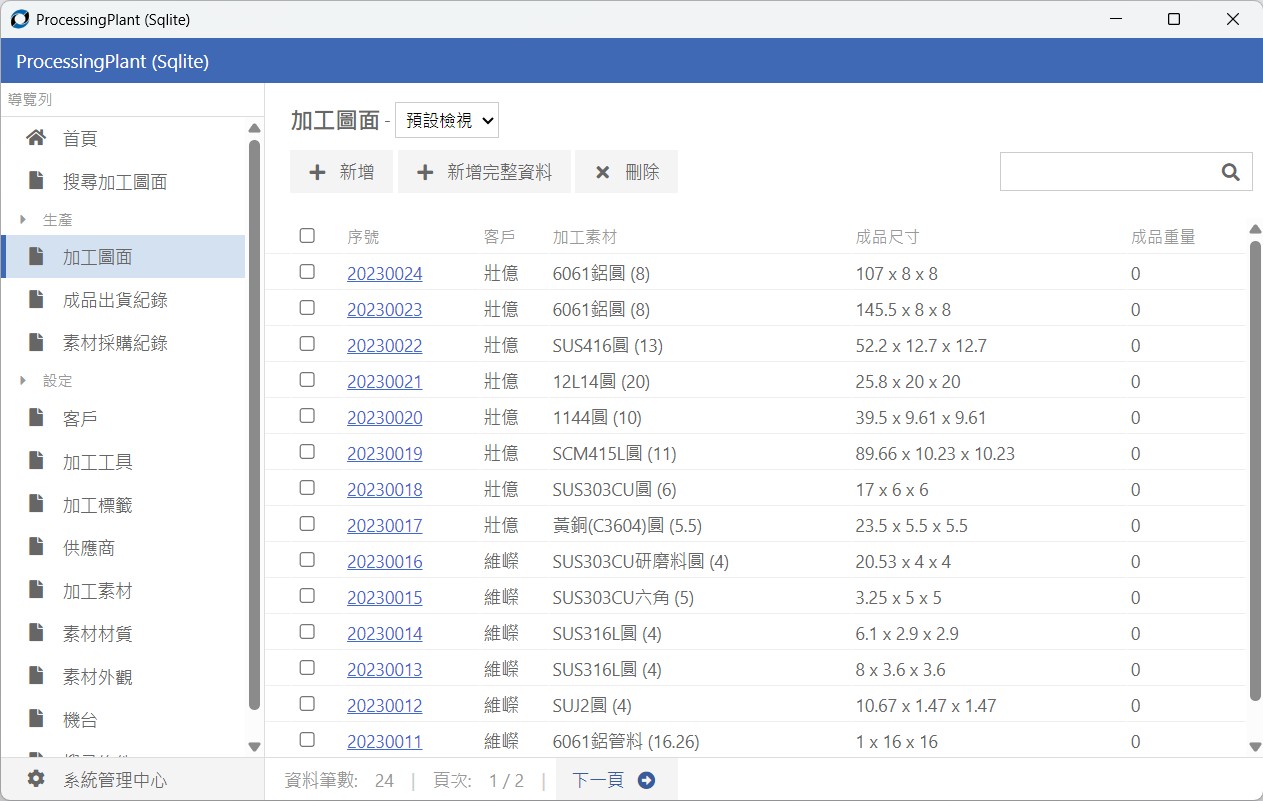 ProcessingPlant (Sqlite)
ProcessingPlant (Sqlite)
導覽列
首頁
搜尋加工圖面
生產
加工圖面
成品出貨紀錄
素材採購紀錄
設定
客戶
加工工具
加工標籤
供應商
加工素材
素材材質
素材外觀
機台
系統管理中心
加工圖面 - 預設檢視
新增 新增完整資料 刪除
序號 客戶 加工素材 成品尺寸 成品重量
20230024 壯億 6061鋁圓 (8) 107 x 8 x 8 0
20230023 壯億 6061鋁圓 (8) 145.5 x 8 x 8 0
20230022 壯億 SUS416圓 (13) 52.2 x 12.7 x 12.7 0
20230021 壯億 12L14圓 (20) 25.8 x 20 x 20 0
20230020 壯億 1144圓 (10) 39.5 x 9.61 x 9.61 0
20230019 壯億 SCM415L圓 (11) 89.66 x 10.23 x 10.23 0
20230018 壯億 SUS303CU圓 (6) 17 x 6 x 6 0
20230017 壯億 黃銅(C3604)圓 (5.5) 23.5 x 5.5 x 5.5 0
20230016 維嶸 SUS303CU研磨料圓 (4) 20.53 x 4 x 4 0
20230015 維嶸 SUS303CU六角 (5) 3.25 x 5 x 5 0
20230014 維嶸 SUS316L圓 (4) 6.1 x 2.9 x 2.9 0
20230013 維嶸 SUS316L圓 (4) 8 x 3.6 x 3.6 0
20230012 維嶸 SUJ2圓 (4) 10.67 x 1.47 x 1.47 0
20230011 維嶸 6061鋁管料 (16.26) 1 x 16 x 16 0
資料筆數: 24 | 頁次: 1 / 2 | 下一頁